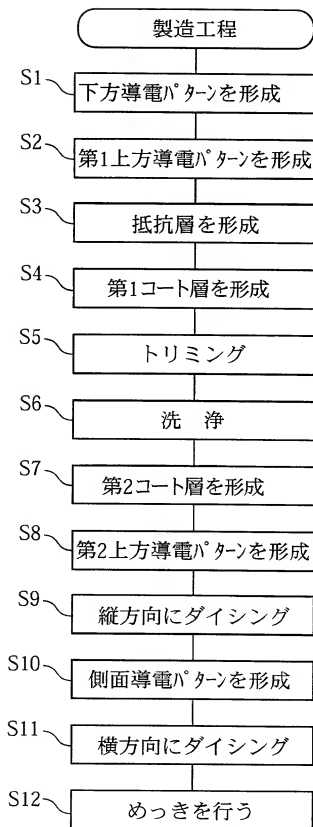 製造工程
S1
下方導電パターンを形成
S2
第1上方導電パターンを形成
S3
抵抗層を形成
S4
第1コート層を形成
S5
トリミング
S6
洗　浄
S7
第2コート層を形成
S8
第2上方導電パターンを形成
S9
縦方向にダイシング
S10
側面導電パターンを形成
S11
横方向にダイシング
S12
めっきを行う